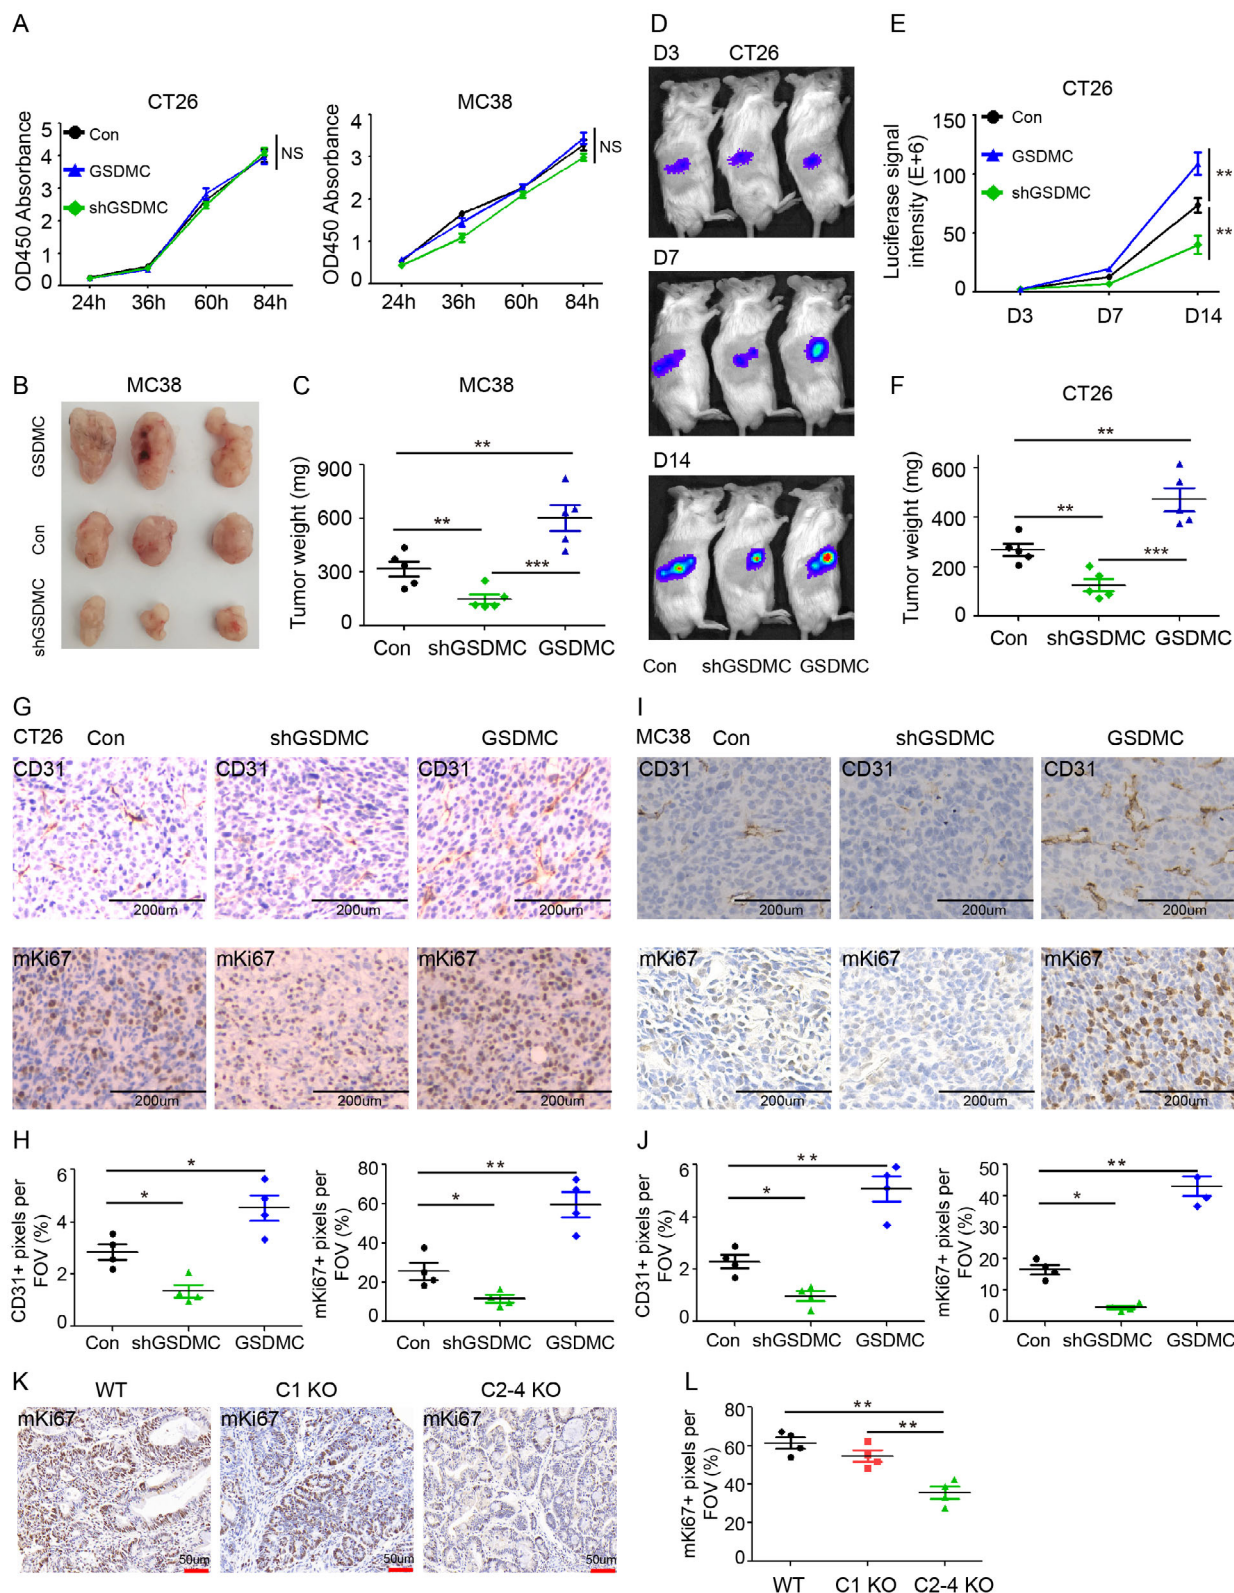 A
CT26
OD450 Absorbance
5
4
3
2
1
0
Con
GSDMC
shGSDMC
NS
24h
36h
60h
84h
MC38
OD450 Absorbance
4
3
2
1
0
NS
24h
36h
60h
84h
B
MC38
GSDMC
Con
shGSDMC
C
MC38
Tumor weight (mg)
900
600
300
0
**
**
***
Con
shGSDMC
GSDMC
D
D3
CT26
D7
D14
Con
shGSDMC
GSDMC
E
CT26
Luciferase signal
intensity (E+6)
150
100
50
0
Con
GSDMC
shGSDMC
**
**
D3
D7
D14
F
CT26
Tumor weight (mg)
600
400
200
0
**
**
***
Con
shGSDMC
GSDMC
G
CT26
Con
shGSDMC
GSDMC
CD31
CD31
CD31
200um
200um
200um
mKi67
mKi67
mKi67
200um
200um
200um
H
CD31+ pixels per
FOV (%)
6
4
2
0
*
*
Con
shGSDMC
GSDMC
mKi67+ pixels per
FOV (%)
80
60
40
20
0
**
*
Con
shGSDMC
GSDMC
I
MC38
Con
shGSDMC
GSDMC
CD31
CD31
CD31
200um
200um
200um
mKi67
mKi67
mKi67
200um
200um
200um
J
CD31+ pixels per
FOV (%)
6
4
2
0
**
*
Con
shGSDMC
GSDMC
mKi67+ pixels per
FOV (%)
50
40
30
20
10
0
**
*
Con
shGSDMC
GSDMC
K
WT
C1 KO
C2-4 KO
mKi67
mKi67
mKi67
50um
50um
50um
L
mKi67+ pixels per
FOV (%)
80
60
40
20
0
**
**
WT
C1 KO
C2-4 KO